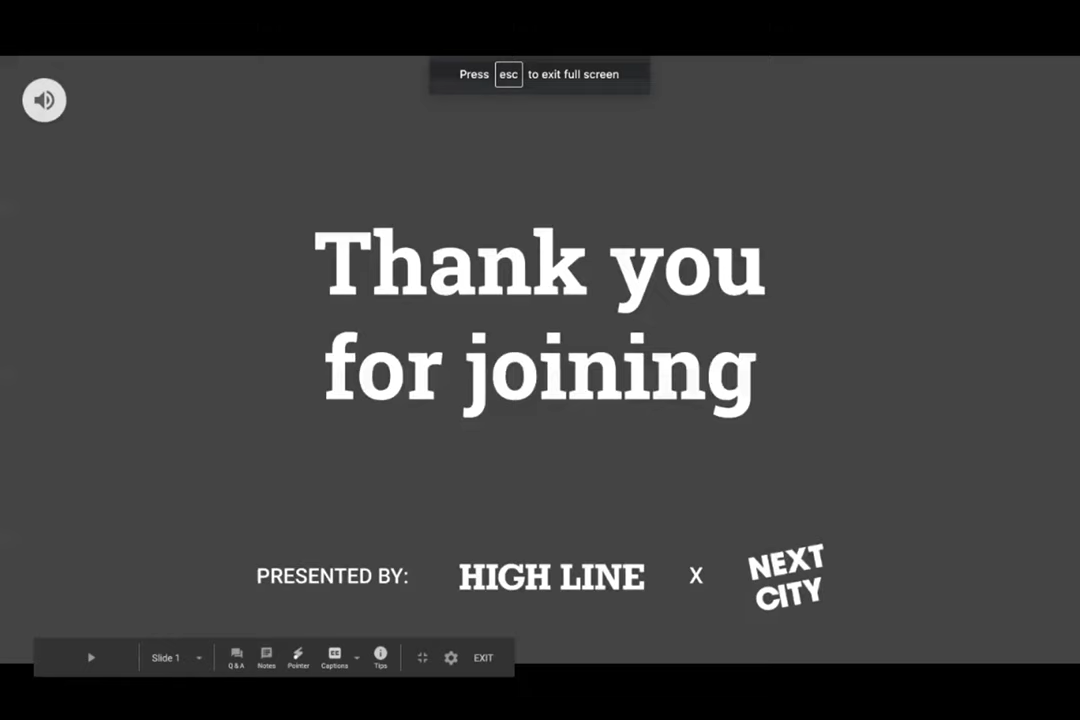 Press esc to exit full screen
Thank you
for joining
PRESENTED BY: HIGH LINE X NEXT
CITY
Slide 1 Q&A Notes Pointer CC Captions Tips EXIT